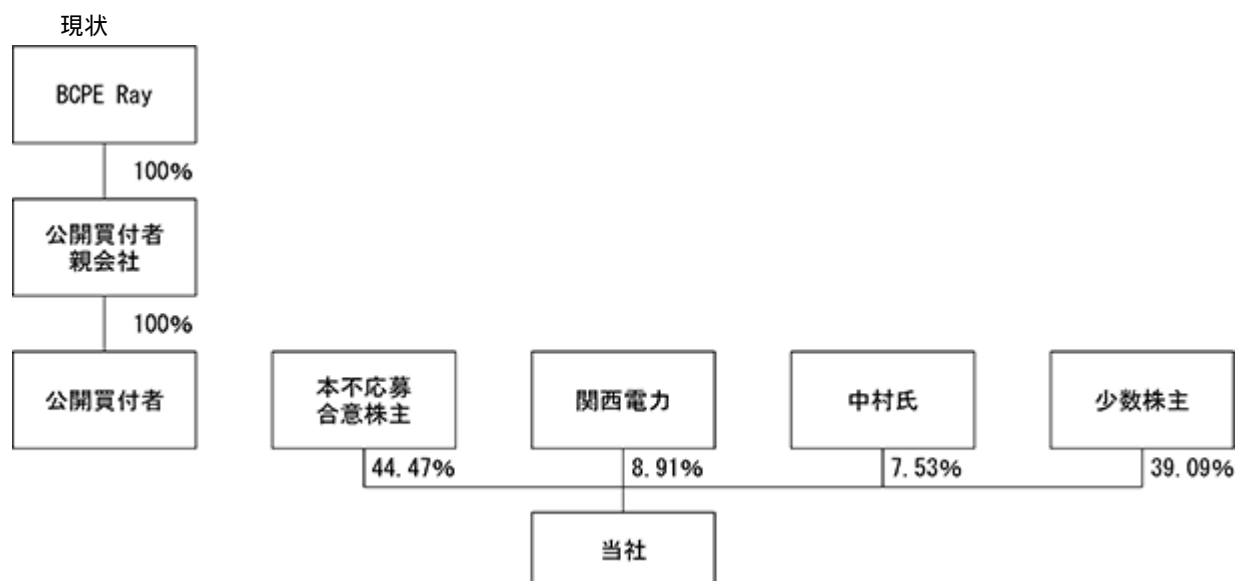 現状
BCPE Ray
100%
公開買付者
親会社
100%
公開買付者
本不応募
合意株主
関西電力
中村氏
少数株主
44.47%
8.91%
7.53%
39.09%
当社